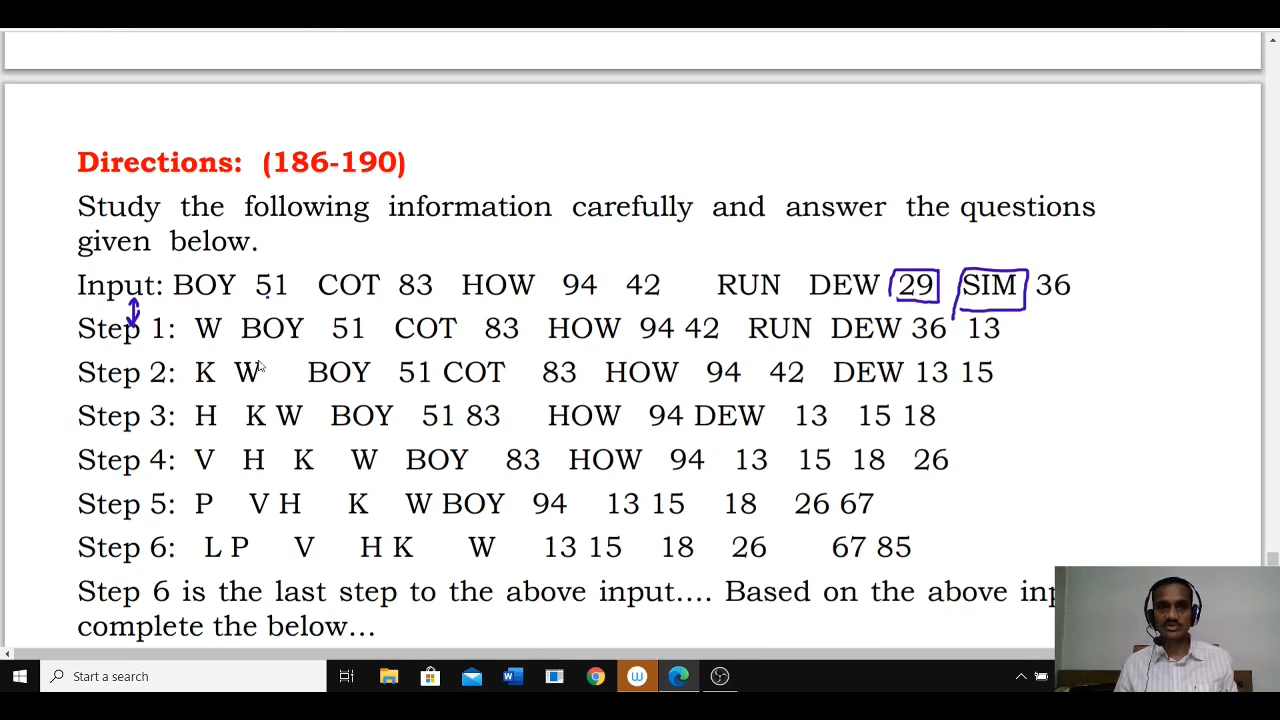 Directions: (186-190)
Study the following information carefully and answer the questions
given below.
Input: BOY 51 COT 83 HOW 94 42 RUN DEW 29 SIM 36
Step 1: W BOY 51 COT 83 HOW 94 42 RUN DEW 36 13
Step 2: K W BOY 51 COT 83 HOW 94 42 DEW 13 15
Step 3: H K W BOY 51 83 HOW 94 DEW 13 15 18
Step 4: V H K W BOY 83 HOW 94 13 15 18 26
Step 5: P V H K W BOY 94 13 15 18 26 67
Step 6: L P V H K W 13 15 18 26 67 85
Step 6 is the last step to the above input.... Based on the above
complete the below...
Start a search